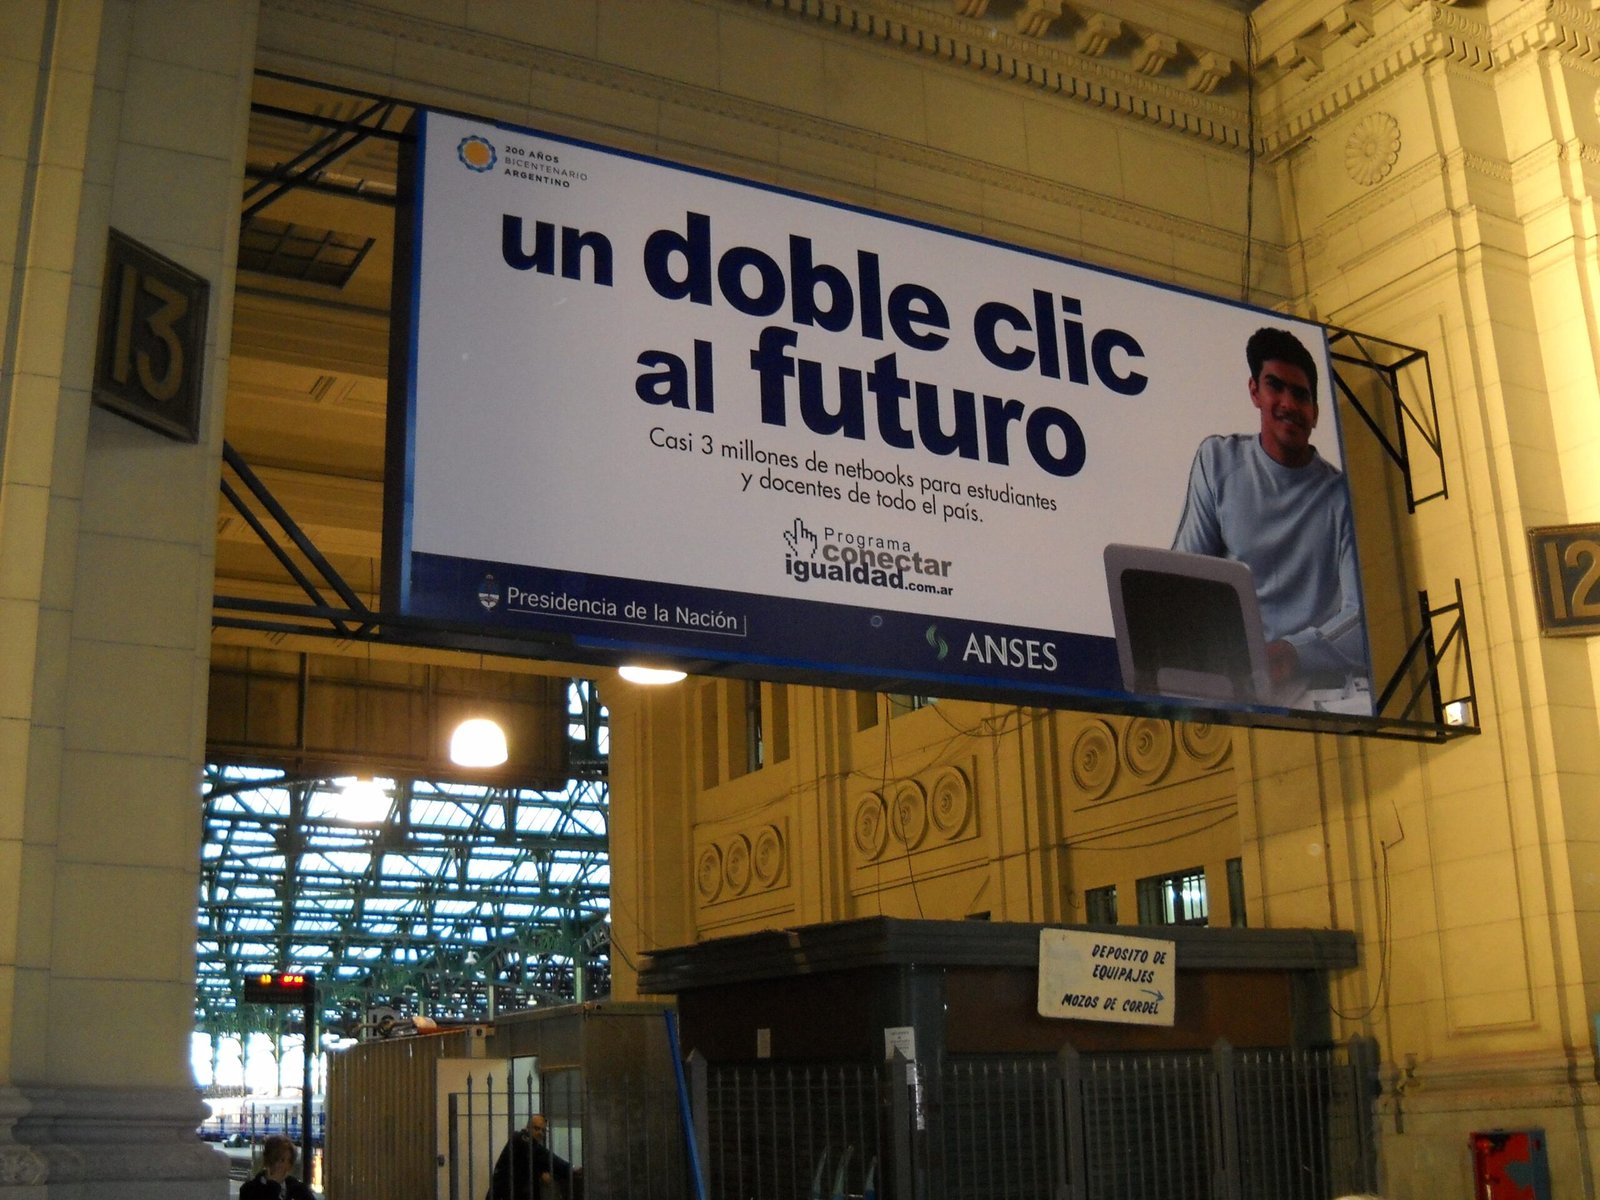 200 AÑOS
BICENTENARIO
ARGENTINO
un doble clic
al futuro
Casi 3 millones de netbooks para estudiantes
y docentes de todo el país.
Programa
conectar
igualdad.com.ar
Presidencia de la Nación
ANSES
13
12
DEPOSITO DE
EQUIPAJES
MOZOS DE CORDEL